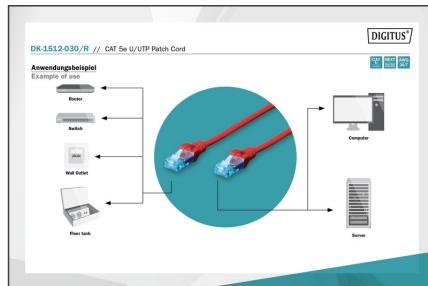 DIGITUS®
DK-1512-030/R // CAT 5e U/UTP Patch Cord
Anwendungsbeispiel
Example of use
Router
Switch
Wall Outlet
Floor tank
Computer
Server